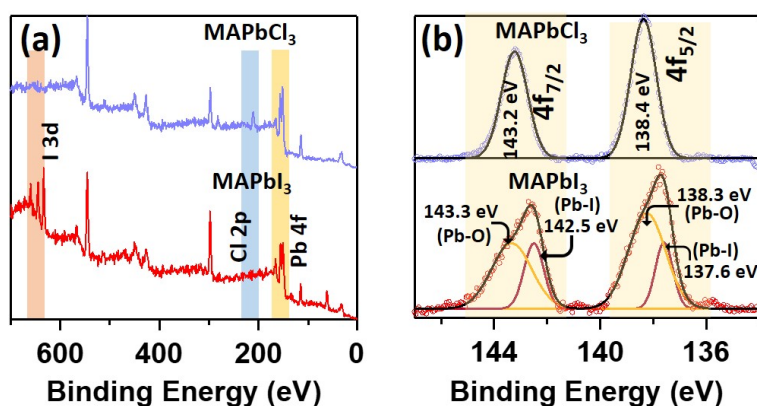 (a)
MAPbCl3
I 3d
MAPbI3
Cl 2p
Pb 4f
600
400
200
0
Binding Energy (eV)
(b)
MAPbCl3
143.2 eV
4f7/2
138.4 eV
4f5/2
MAPbI3
143.3 eV
(Pb-O)
(Pb-I)
142.5 eV
138.3 eV
(Pb-O)
(Pb-I)
137.6 eV
144
140
136
Binding Energy (eV)